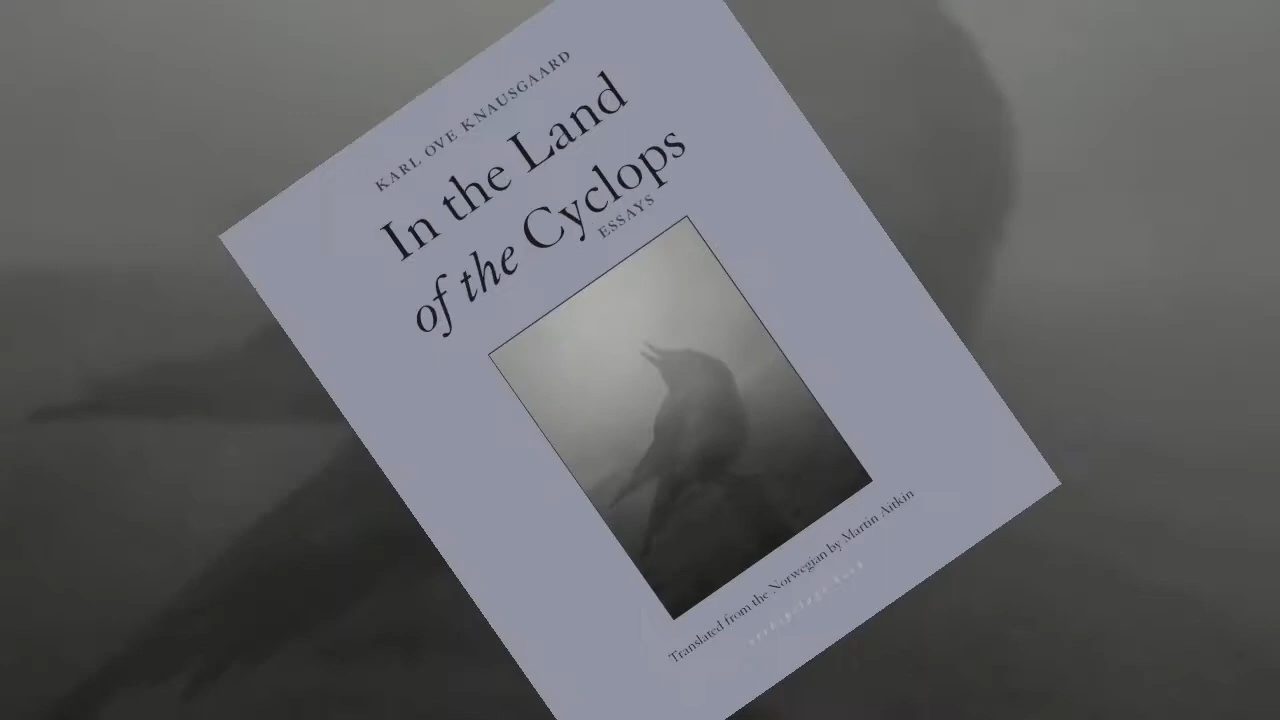 KARL OVE KNAUSGAARD
In the Land
of the Cyclops
ESSAYS
Translated from the Norwegian by Martin Aitkin